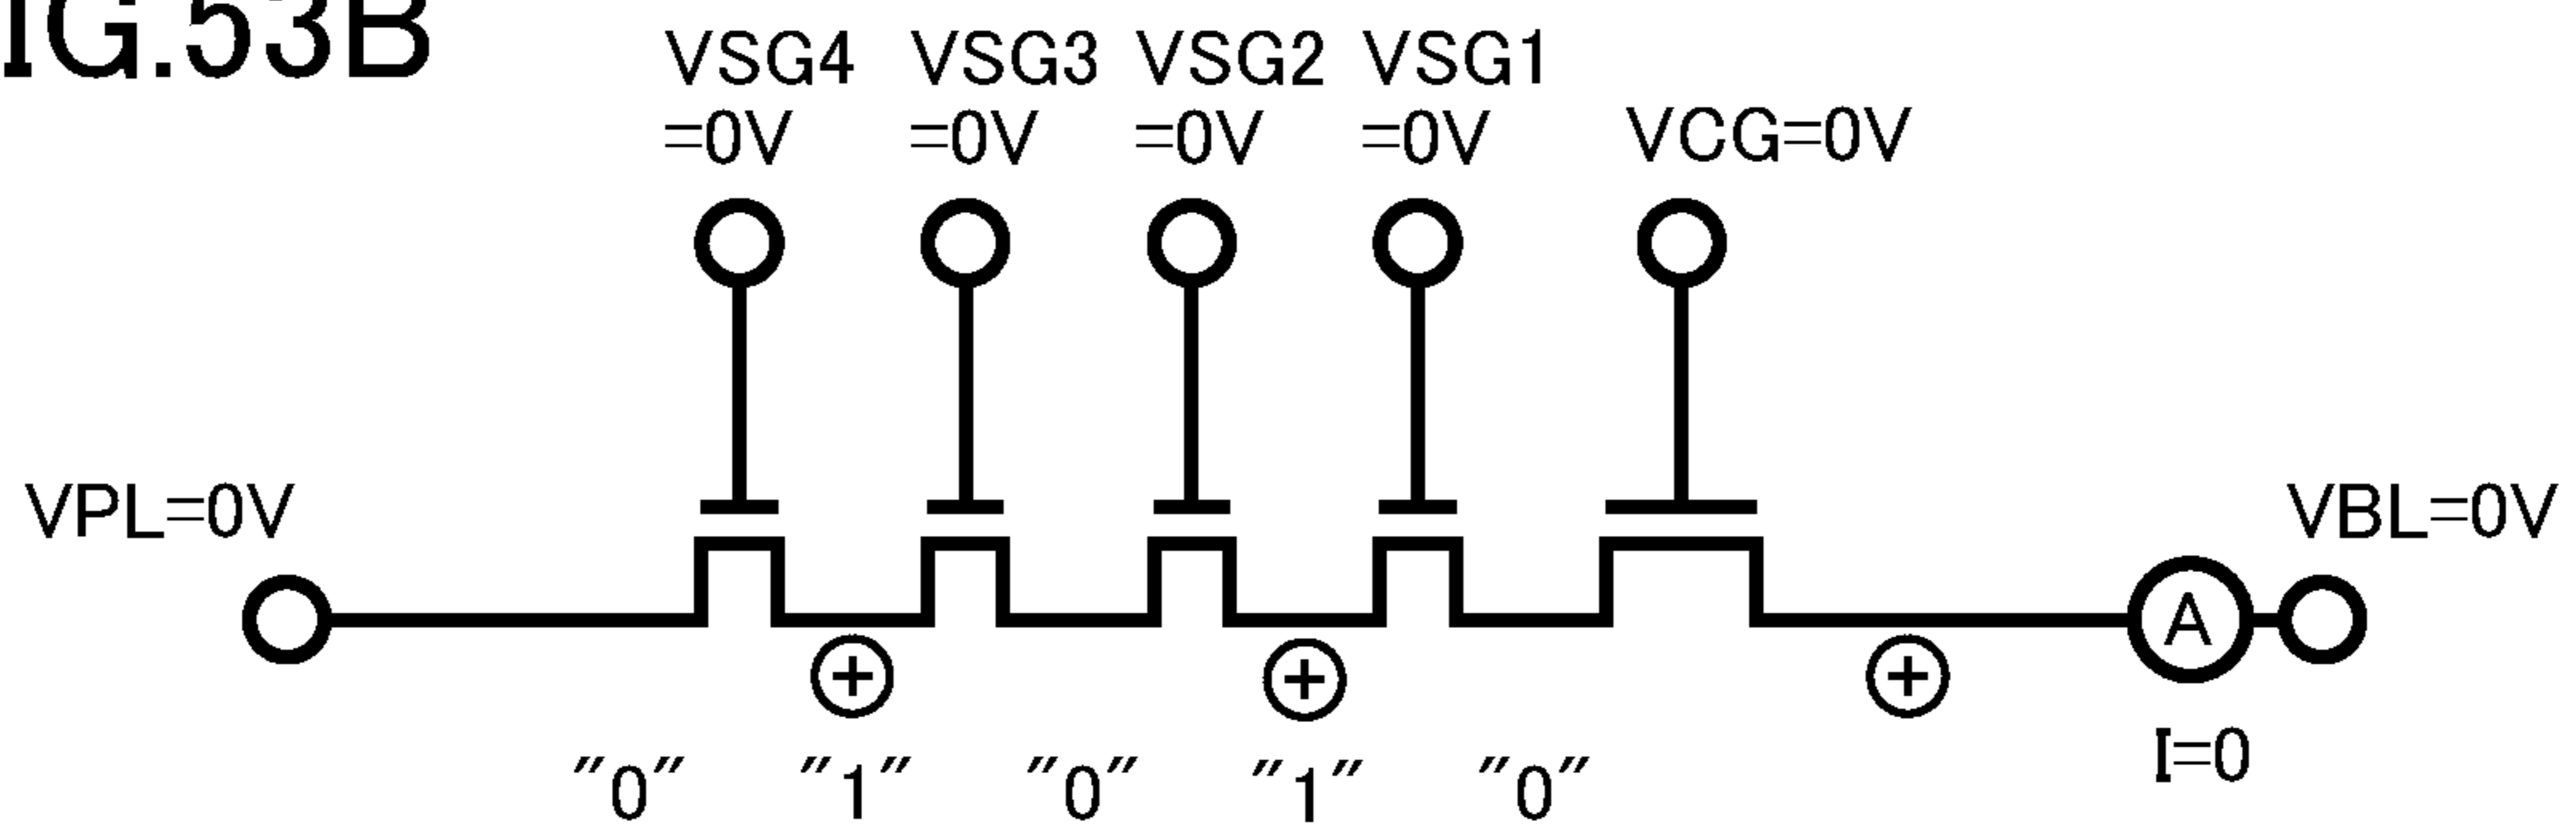 IG.53B
VSG4 VSG3 VSG2 VSG1
=0V =0V =0V =0V VCG=0V
VPL=0V VBL=0V
A
+ + +
"0" "1" "0" "1" "0" I=0